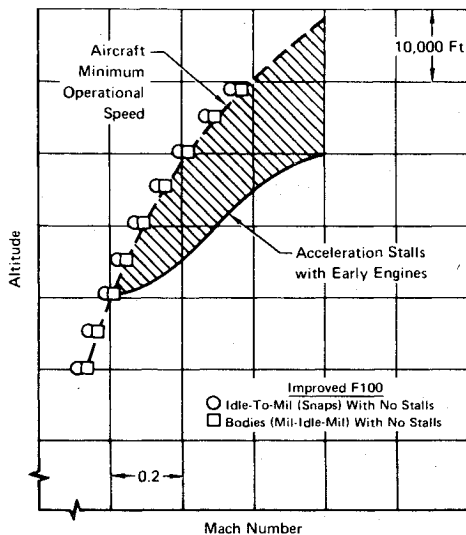 10,000 Ft
Aircraft
Minimum
Operational
Speed
Altitude
Acceleration Stalls
with Early Engines
Improved F100
Idle-To-Mil (Snaps) With No Stalls
Bodies (Mil-Idle-Mil) With No Stalls
0.2
Mach Number